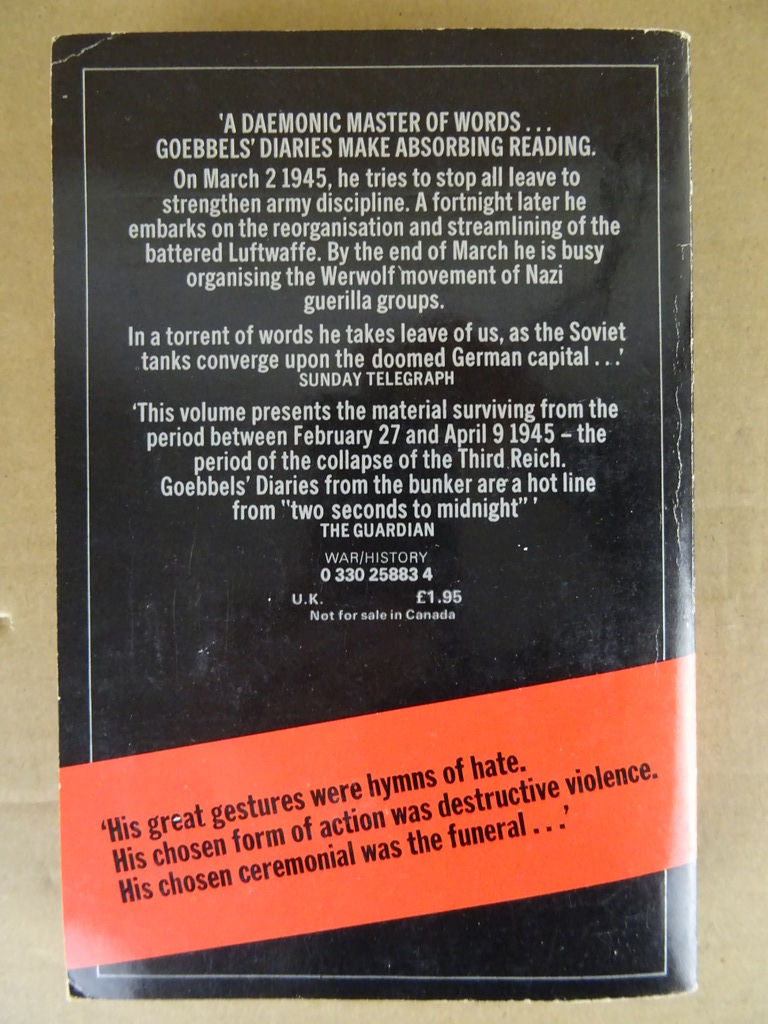 'A DAEMONIC MASTER OF WORDS...
GOEBBELS' DIARIES MAKE ABSORBING READING.
On March 2 1945, he tries to stop all leave to
strengthen army discipline. A fortnight later he
embarks on the reorganisation and streamlining of the
battered Luftwaffe. By the end of March he is busy
organising the Werwolf movement of Nazi
guerilla groups.
In a torrent of words he takes leave of us, as the Soviet
tanks converge upon the doomed German capital...'
SUNDAY TELEGRAPH
'This volume presents the material surviving from the
period between February 27 and April 9 1945 – the
period of the collapse of the Third Reich.
Goebbels' Diaries from the bunker are a hot line
from "two seconds to midnight" '
THE GUARDIAN
WAR/HISTORY
0 330 25883 4
U.K. £1.95
Not for sale in Canada
'His great gestures were hymns of hate.
His chosen form of action was destructive violence.
His chosen ceremonial was the funeral...'